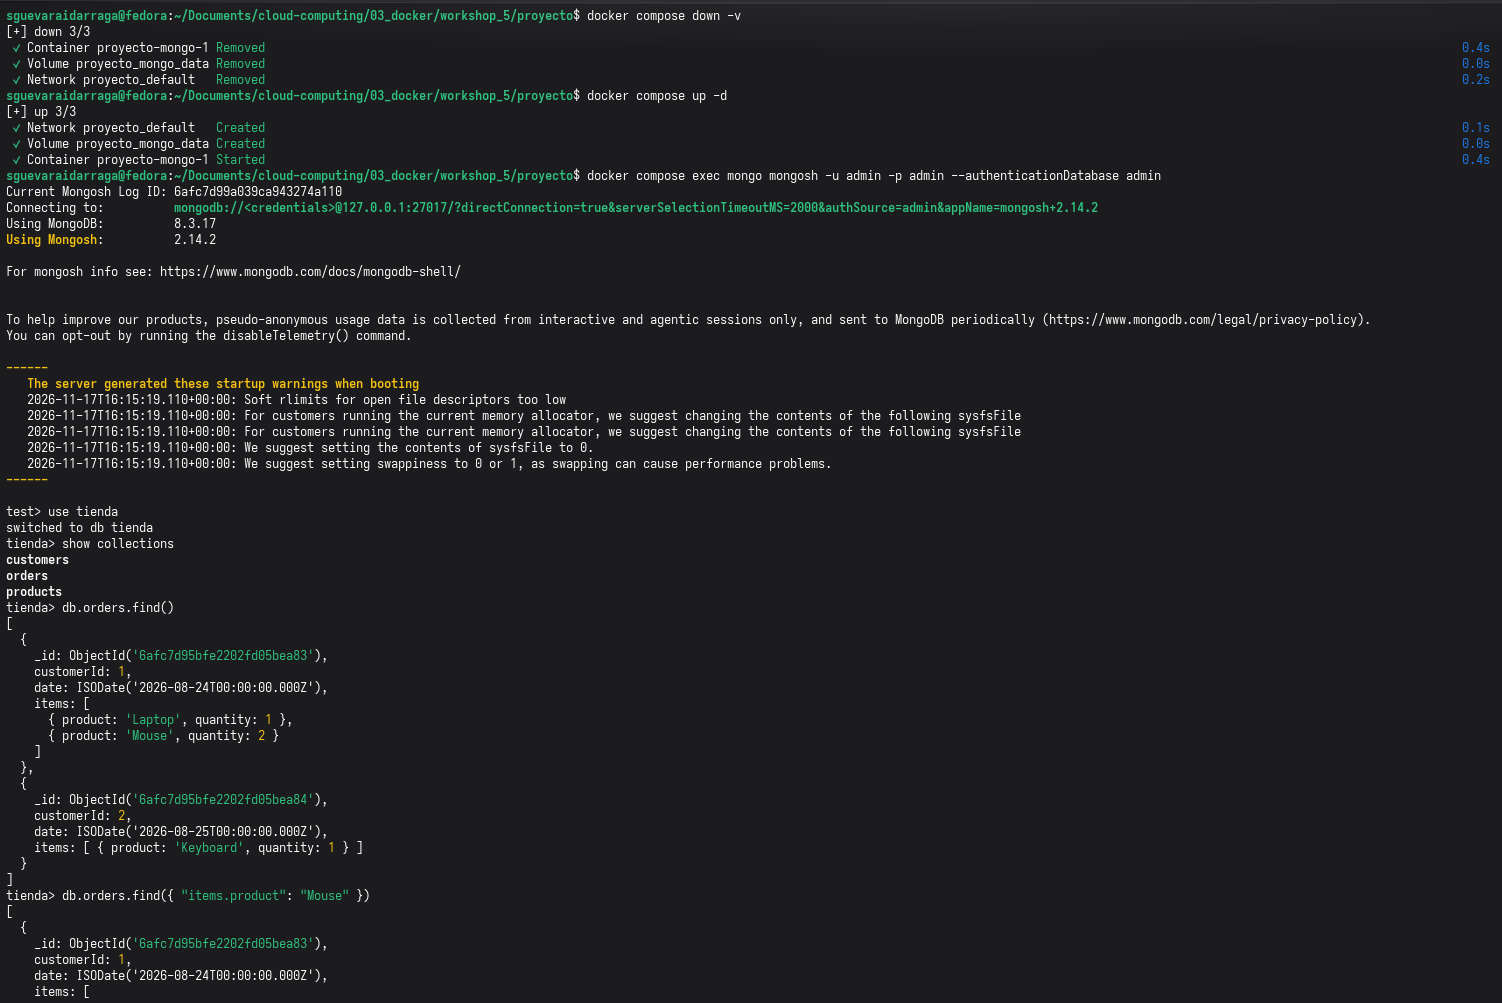 sguevaraidarraga@fedora:~/Documents/cloud-computing/03_docker/workshop_5/proyecto$ docker compose down -v
[+] down 3/3
✓ Container proyecto-mongo-1 Removed 0.4s
✓ Volume proyecto_mongo_data Removed 0.0s
✓ Network proyecto_default Removed 0.2s
sguevaraidarraga@fedora:~/Documents/cloud-computing/03_docker/workshop_5/proyecto$ docker compose up -d
[+] up 3/3
✓ Network proyecto_default Created 0.1s
✓ Volume proyecto_mongo_data Created 0.0s
✓ Container proyecto-mongo-1 Started 0.4s
sguevaraidarraga@fedora:~/Documents/cloud-computing/03_docker/workshop_5/proyecto$ docker compose exec mongo mongosh -u admin -p admin --authenticationDatabase admin
Current Mongosh Log ID: 6afc7d99a039ca943274a110
Connecting to: mongodb://<credentials>@127.0.0.1:27017/?directConnection=true&serverSelectionTimeoutMS=2000&authSource=admin&appName=mongosh+2.14.2
Using MongoDB: 8.3.17
Using Mongosh: 2.14.2
For mongosh info see: https://www.mongodb.com/docs/mongodb-shell/
To help improve our products, pseudo-anonymous usage data is collected from interactive and agentic sessions only, and sent to MongoDB periodically (https://www.mongodb.com/legal/privacy-policy).
You can opt-out by running the disableTelemetry() command.
------
The server generated these startup warnings when booting
2026-11-17T16:15:19.110+00:00: Soft rlimits for open file descriptors too low
2026-11-17T16:15:19.110+00:00: For customers running the current memory allocator, we suggest changing the contents of the following sysfsFile
2026-11-17T16:15:19.110+00:00: For customers running the current memory allocator, we suggest changing the contents of the following sysfsFile
2026-11-17T16:15:19.110+00:00: We suggest setting the contents of sysfsFile to 0.
2026-11-17T16:15:19.110+00:00: We suggest setting swappiness to 0 or 1, as swapping can cause performance problems.
------
test> use tienda
switched to db tienda
tienda> show collections
customers
orders
products
tienda> db.orders.find()
[
{
_id: ObjectId('6afc7d95bfe2202fd05bea83'),
customerId: 1,
date: ISODate('2026-08-24T00:00:00.000Z'),
items: [
{ product: 'Laptop', quantity: 1 },
{ product: 'Mouse', quantity: 2 }
]
},
{
_id: ObjectId('6afc7d95bfe2202fd05bea84'),
customerId: 2,
date: ISODate('2026-08-25T00:00:00.000Z'),
items: [ { product: 'Keyboard', quantity: 1 } ]
}
]
tienda> db.orders.find({ "items.product": "Mouse" })
[
{
_id: ObjectId('6afc7d95bfe2202fd05bea83'),
customerId: 1,
date: ISODate('2026-08-24T00:00:00.000Z'),
items: [